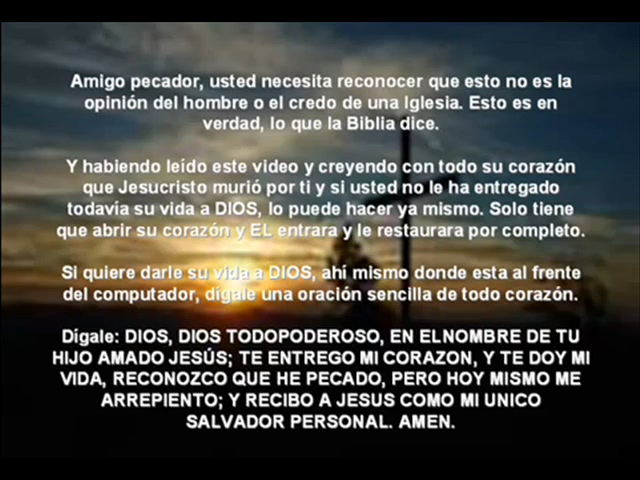 Amigo pecador, usted necesita reconocer que esto no es la
opinión del hombre o el credo de una Iglesia. Esto es en
verdad, lo que la Biblia dice.
Y habiendo leído este video y creyendo con todo su corazón
que Jesucristo murió por ti y si usted no le ha entregado
todavía su vida a DIOS, lo puede hacer ya mismo. Solo tiene
que abrir su corazón y EL entrara y le restaurara por completo.
Si quiere darle su vida a DIOS, ahí mismo donde esta al frente
del computador, dígale una oración sencilla de todo corazón.
Dígale: DIOS, DIOS TODOPODEROSO, EN ELNOMBRE DE TU
HIJO AMADO JESÚS; TE ENTREGO MI CORAZON, Y TE DOY MI
VIDA, RECONOZCO QUE HE PECADO, PERO HOY MISMO ME
ARREPIENTO; Y RECIBO A JESUS COMO MI UNICO
SALVADOR PERSONAL. AMEN.